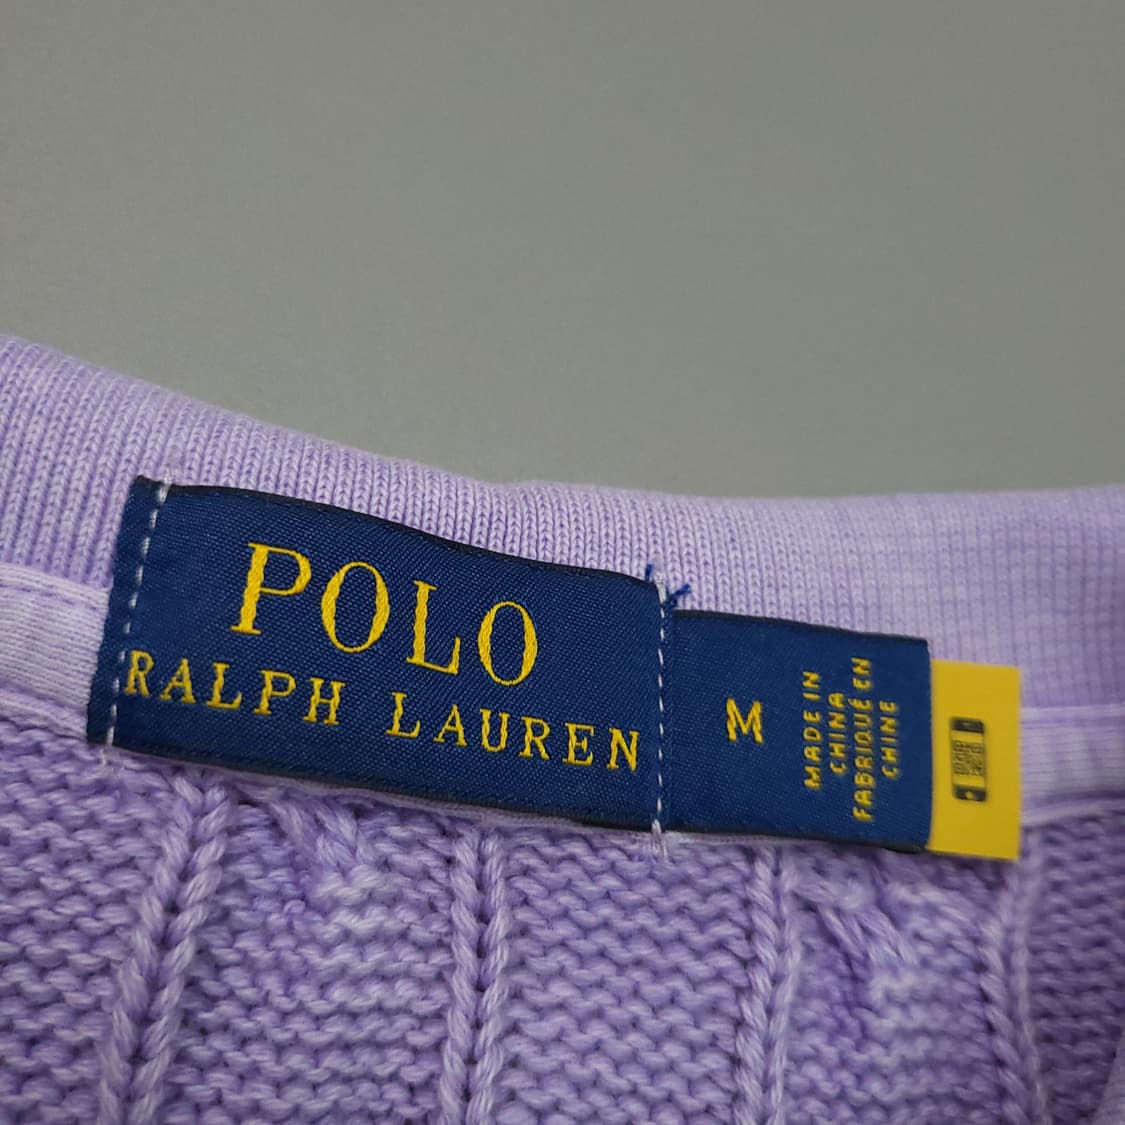 POLO
RALPH LAUREN
M
MADE IN
CHINA
FABRIQUÉ EN
CHINE